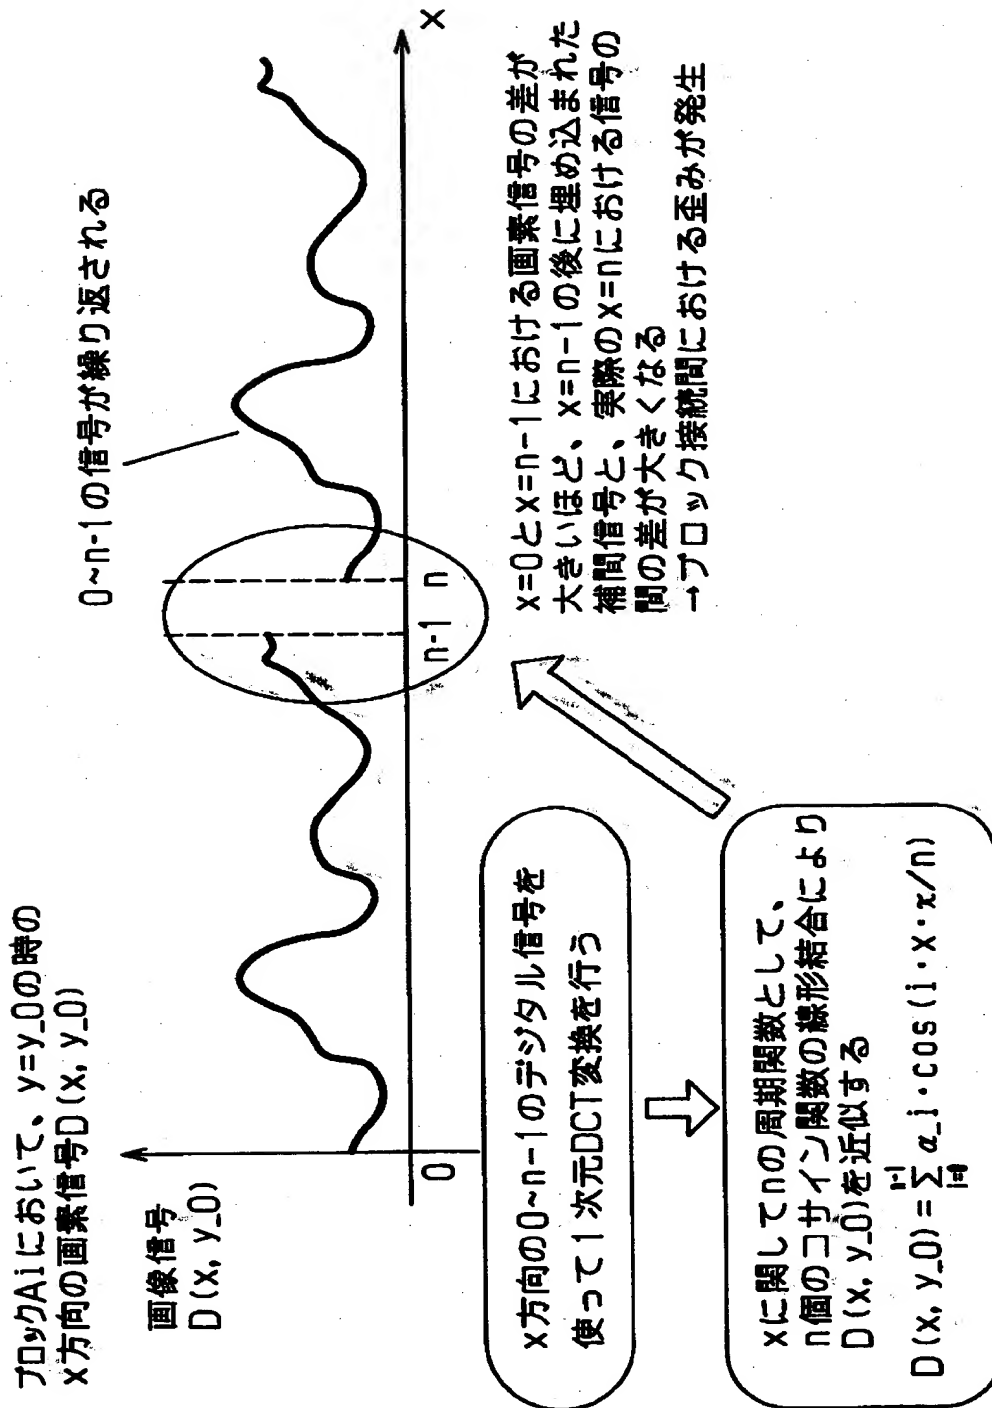 ブロックAiにおいて、y=y_0の時の
x方向の画素信号D(x, y_0)
画像信号
D(x, y_0)
0~n-1の信号が繰り返される
0
n-1
n
x
x方向の0~n-1のデジタル信号を
使って1次元DCT変換を行う
xに関してnの周期関数として、
n個のコサイン関数の線形結合により
D(x, y_0)を近似する
D(x, y_0)=Σα_i・cos(i・x・π/n)
x=0とx=n-1における画素信号の差が
大きいほど、x=n-1の後に埋め込まれた
補間信号と、実際のx=nにおける信号の
間の差が大きくなる
→ブロック接続間における歪みが発生